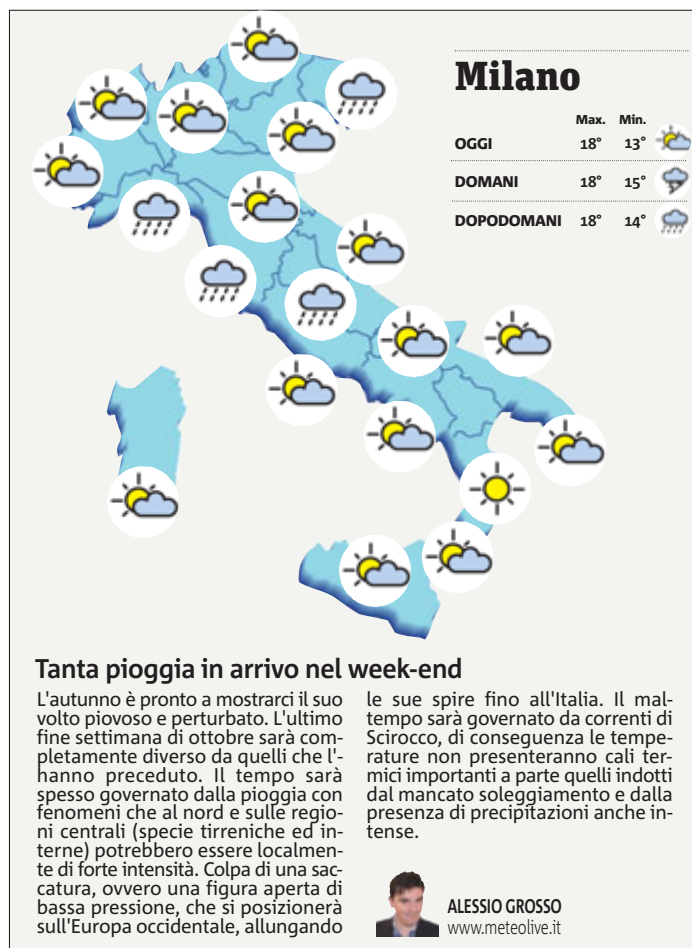 Milano
Max. Min.
OGGI 18° 13°
DOMANI 18° 15°
DOPODOMANI 18° 14°
Tanta pioggia in arrivo nel week-end
L'autunno è pronto a mostrarci il suo
volto piovoso e perturbato. L'ultimo
fine settimana di ottobre sarà com-
pletamente diverso da quelli che l'-
hanno preceduto. Il tempo sarà
spesso governato dalla pioggia con
fenomeni che al nord e sulle regio-
ni centrali (specie tirreniche ed in-
terne) potrebbero essere localmen-
te di forte intensità. Colpa di una sac-
catura, ovvero una figura aperta di
bassa pressione, che si posizionerà
sull'Europa occidentale, allungando
le sue spire fino all'Italia. Il mal-
tempo sarà governato da correnti di
Scirocco, di conseguenza le tempe-
rature non presenteranno cali ter-
mici importanti a parte quelli indotti
dal mancato soleggiamento e dalla
presenza di precipitazioni anche in-
tense.
ALESSIO GROSSO
www.meteolive.it